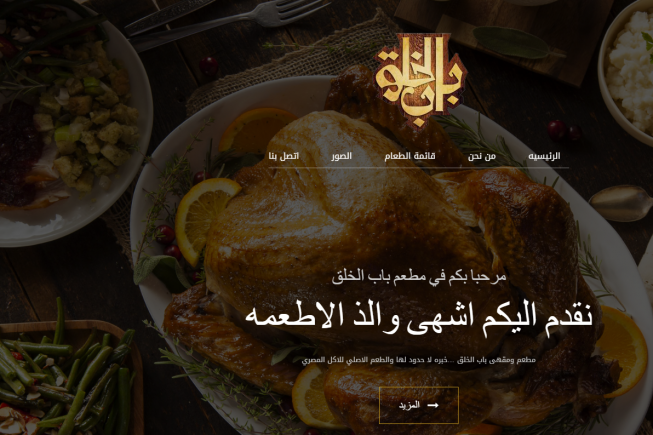 باب الخلق
الرئيسيه من نحن قائمة الطعام الصور اتصل بنا
مرحبا بكم في مطعم باب الخلق
نقدم اليكم اشهى والذ الاطعمه
مطعم ومقهى باب الخلق ...خبره لا حدود لها والطعم الاصلي للاكل المصري
المزيد